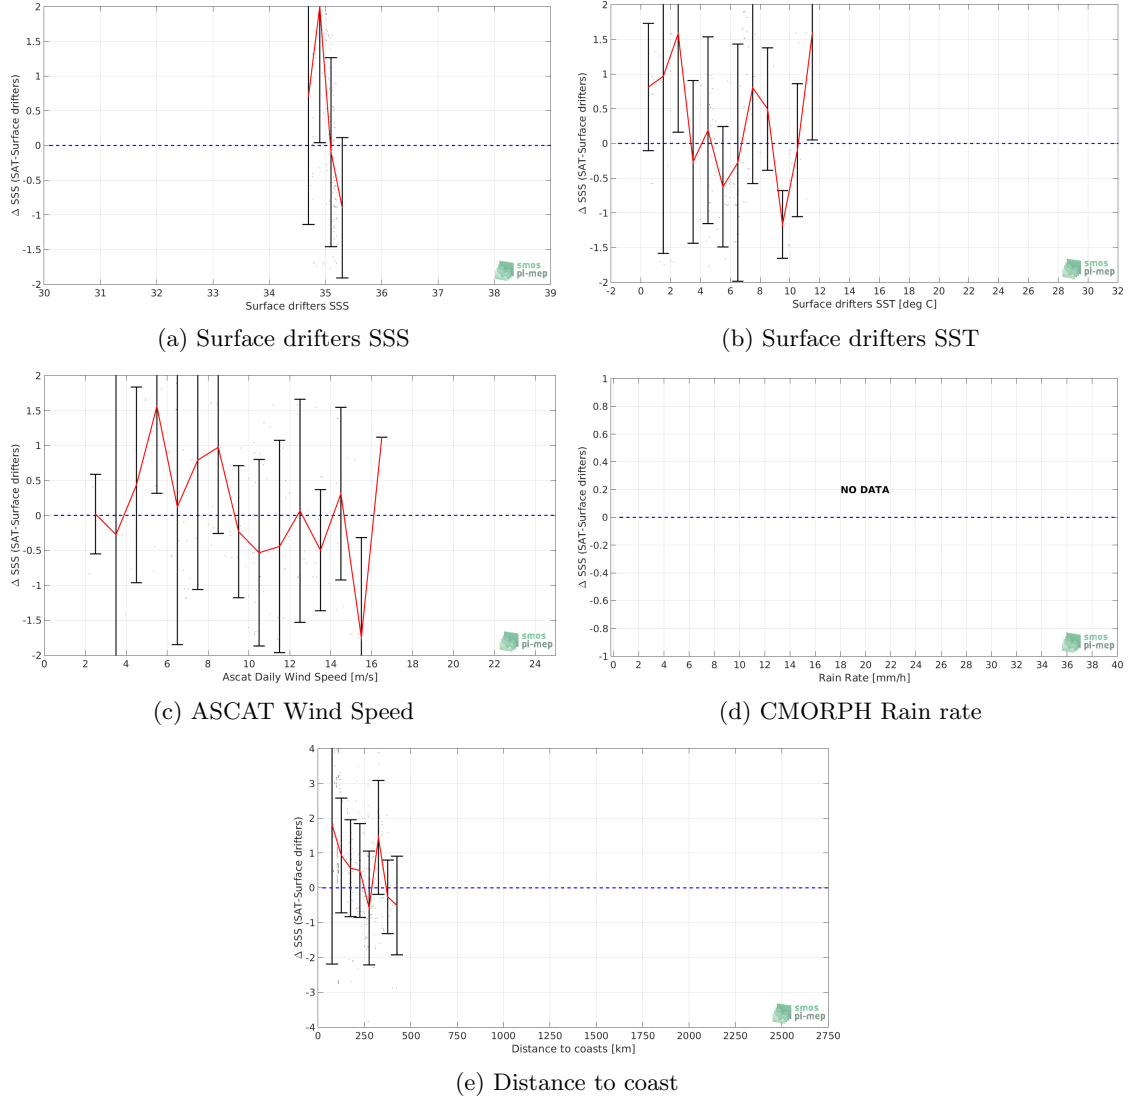 2
1.5
1
0.5
0
-0.5
-1
-1.5
-2
Δ SSS (SAT-Surface drifters)
30 31 32 33 34 35 36 37 38 39
Surface drifters SSS
smos
pi-mep
(a) Surface drifters SSS
2
1.5
1
0.5
0
-0.5
-1
-1.5
-2
Δ SSS (SAT-Surface drifters)
-2 0 2 4 6 8 10 12 14 16 18 20 22 24 26 28 30 32
Surface drifters SST [deg C]
smos
pi-mep
(b) Surface drifters SST
2
1.5
1
0.5
0
-0.5
-1
-1.5
-2
Δ SSS (SAT-Surface drifters)
0 2 4 6 8 10 12 14 16 18 20 22 24
Ascat Daily Wind Speed [m/s]
smos
pi-mep
(c) ASCAT Wind Speed
1
0.8
0.6
0.4
0.2
0
-0.2
-0.4
-0.6
-0.8
-1
Δ SSS (SAT-Surface drifters)
NO DATA
0 2 4 6 8 10 12 14 16 18 20 22 24 26 28 30 32 34 36 38 40
Rain Rate [mm/h]
smos
pi-mep
(d) CMORPH Rain rate
4
3
2
1
0
-1
-2
-3
-4
Δ SSS (SAT-Surface drifters)
0 250 500 750 1000 1250 1500 1750 2000 2250 2500 2750
Distance to coasts [km]
smos
pi-mep
(e) Distance to coast